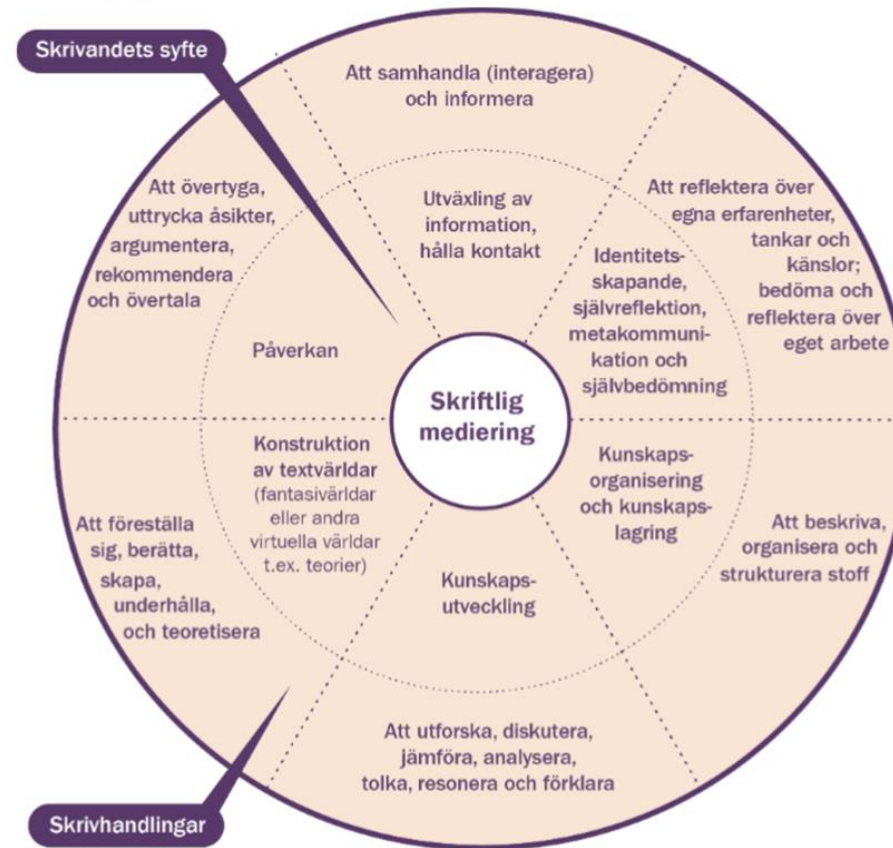 Skrivandets syfte
Att samhandla (interagera)
och informera
Utväxling av
information,
hålla kontakt
Att övertyga,
uttrycka åsikter,
argumentera,
rekommendera
och övertala
Påverkan
Att reflektera över
egna erfarenheter,
tankar och
känslor;
bedöma och
reflektera över
eget arbete
Identitets-
skapande,
självreflektion,
metakommuni-
kation och
självbedömning
Skriftlig
mediering
Konstruktion
av textvärldar
(fantasivärldar
eller andra
virtuella världar
t.ex. teorier)
Att föreställa
sig, berätta,
skapa,
underhålla,
och teoretisera
Kunskaps-
organisering
och kunskaps-
lagring
Att beskriva,
organisera och
strukturera stoff
Kunskaps-
utveckling
Att utforska, diskutera,
jämföra, analysera,
tolka, resonera och förklara
Skrivhandlingar